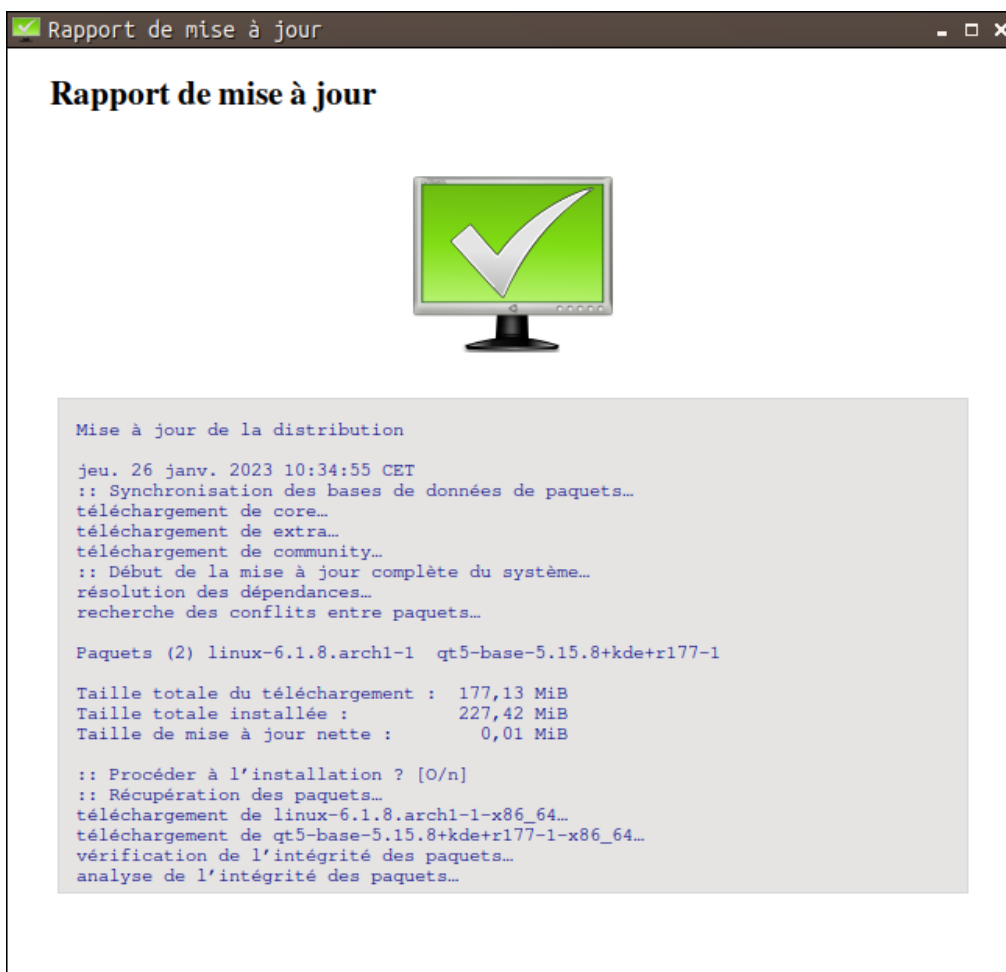 Rapport de mise à jour
Rapport de mise à jour
Mise à jour de la distribution
jeu. 26 janv. 2023 10:34:55 CET
:: Synchronisation des bases de données de paquets…
téléchargement de core…
téléchargement de extra…
téléchargement de community…
:: Début de la mise à jour complète du système…
résolution des dépendances…
recherche des conflits entre paquets…
Paquets (2) linux-6.1.8.arch1-1  qt5-base-5.15.8+kde+r177-1
Taille totale du téléchargement :  177,13 MiB
Taille totale installée :          227,42 MiB
Taille de mise à jour nette :        0,01 MiB
:: Procéder à l’installation ? [O/n]
:: Récupération des paquets…
téléchargement de linux-6.1.8.arch1-1-x86_64…
téléchargement de qt5-base-5.15.8+kde+r177-1-x86_64…
vérification de l’intégrité des paquets…
analyse de l’intégrité des paquets…